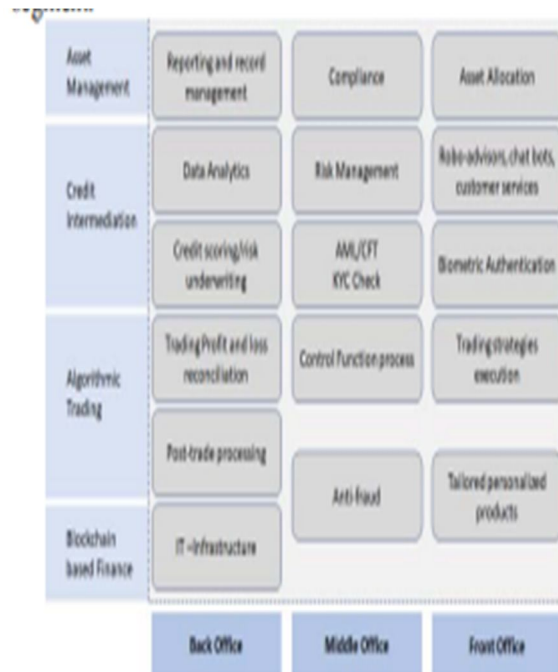 Asset
Management
Reporting and record
management
Compliance
Asset Allocation
Credit
Intermediation
Data Analytics
Risk Management
Robo-advisors, chat bots,
customer services
Credit scoring/risk
underwriting
AML/CFT
KYC Check
Biometric Authentication
Algorithmic
Trading
Trading Profit and loss
reconciliation
Control Function process
Trading strategies
execution
Post-trade processing
Anti-fraud
Tailored personalized
products
Blockchain
based Finance
IT -Infrastructure
Back Office
Middle Office
Front Office